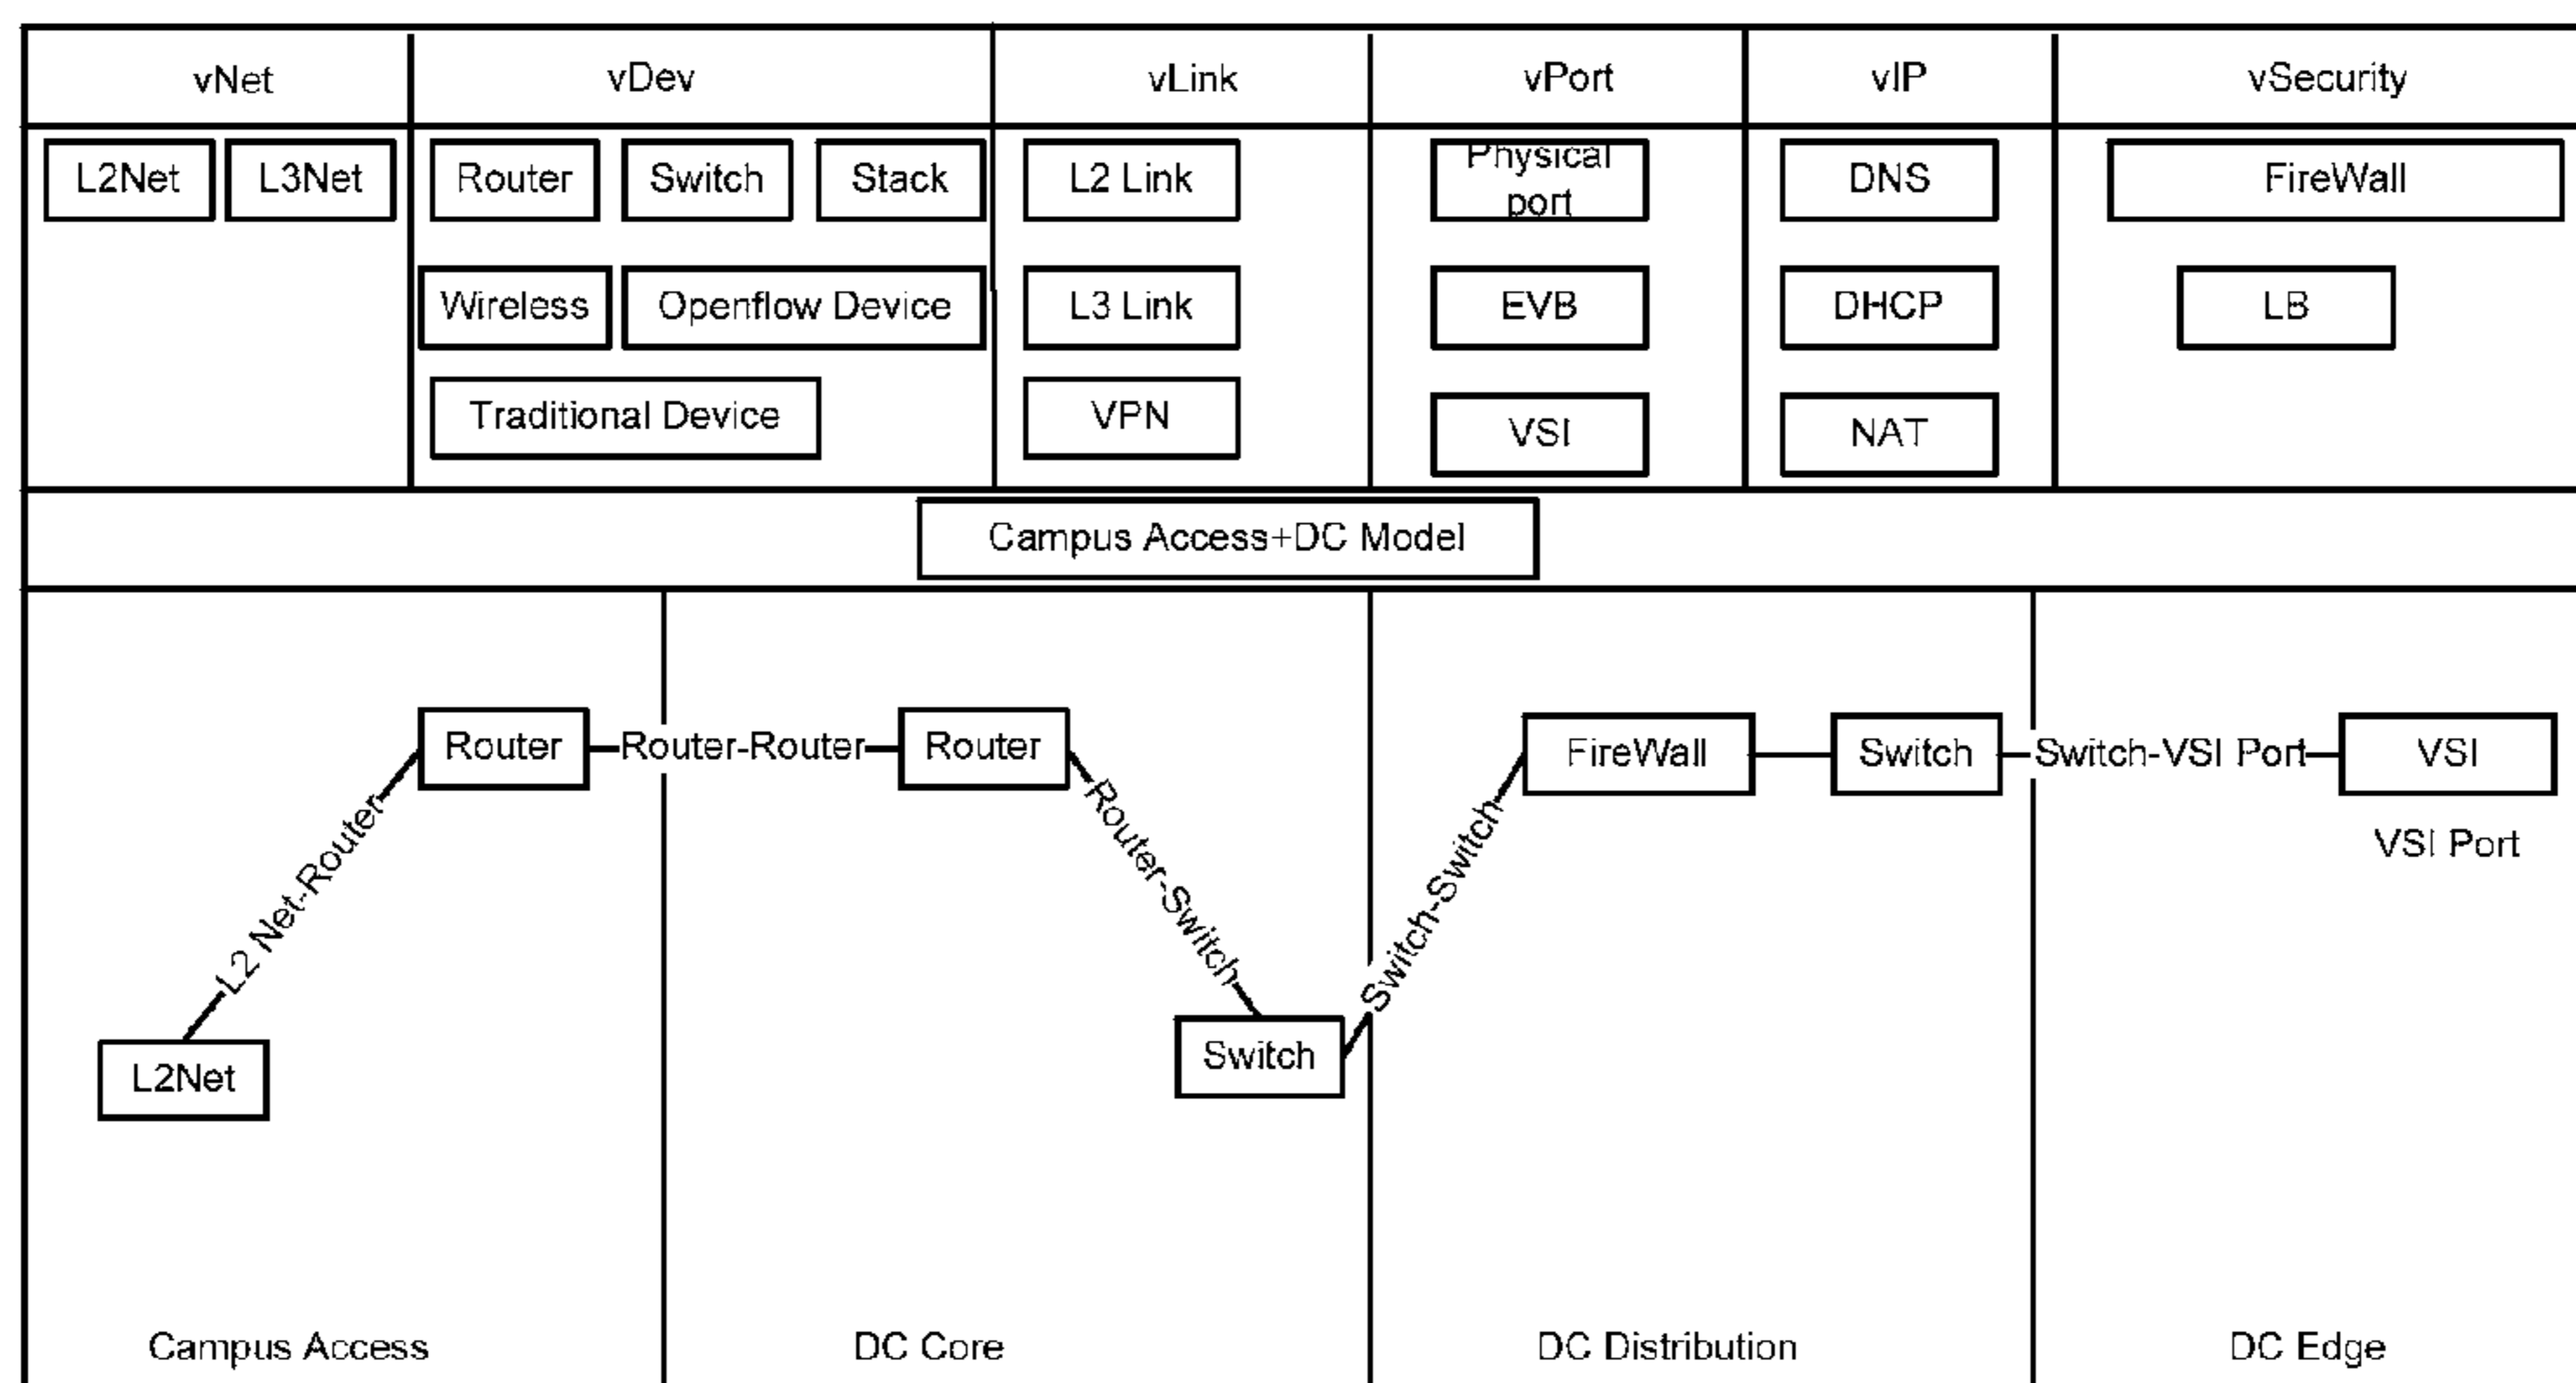 vNet
vDev
vLink
vPort
vIP
vSecurity
L2Net
L3Net
Router
Switch
Stack
L2 Link
Physical
port
DNS
FireWall
Wireless
Openflow Device
L3 Link
EVB
DHCP
LB
Traditional Device
VPN
VSI
NAT
Campus Access+DC Model
Router
Router-Router
Router
FireWall
Switch
Switch-VSI Port
VSI
VSI Port
L2 Net-Router
Router-Switch
Switch-Switch
L2Net
Switch
Campus Access
DC Core
DC Distribution
DC Edge